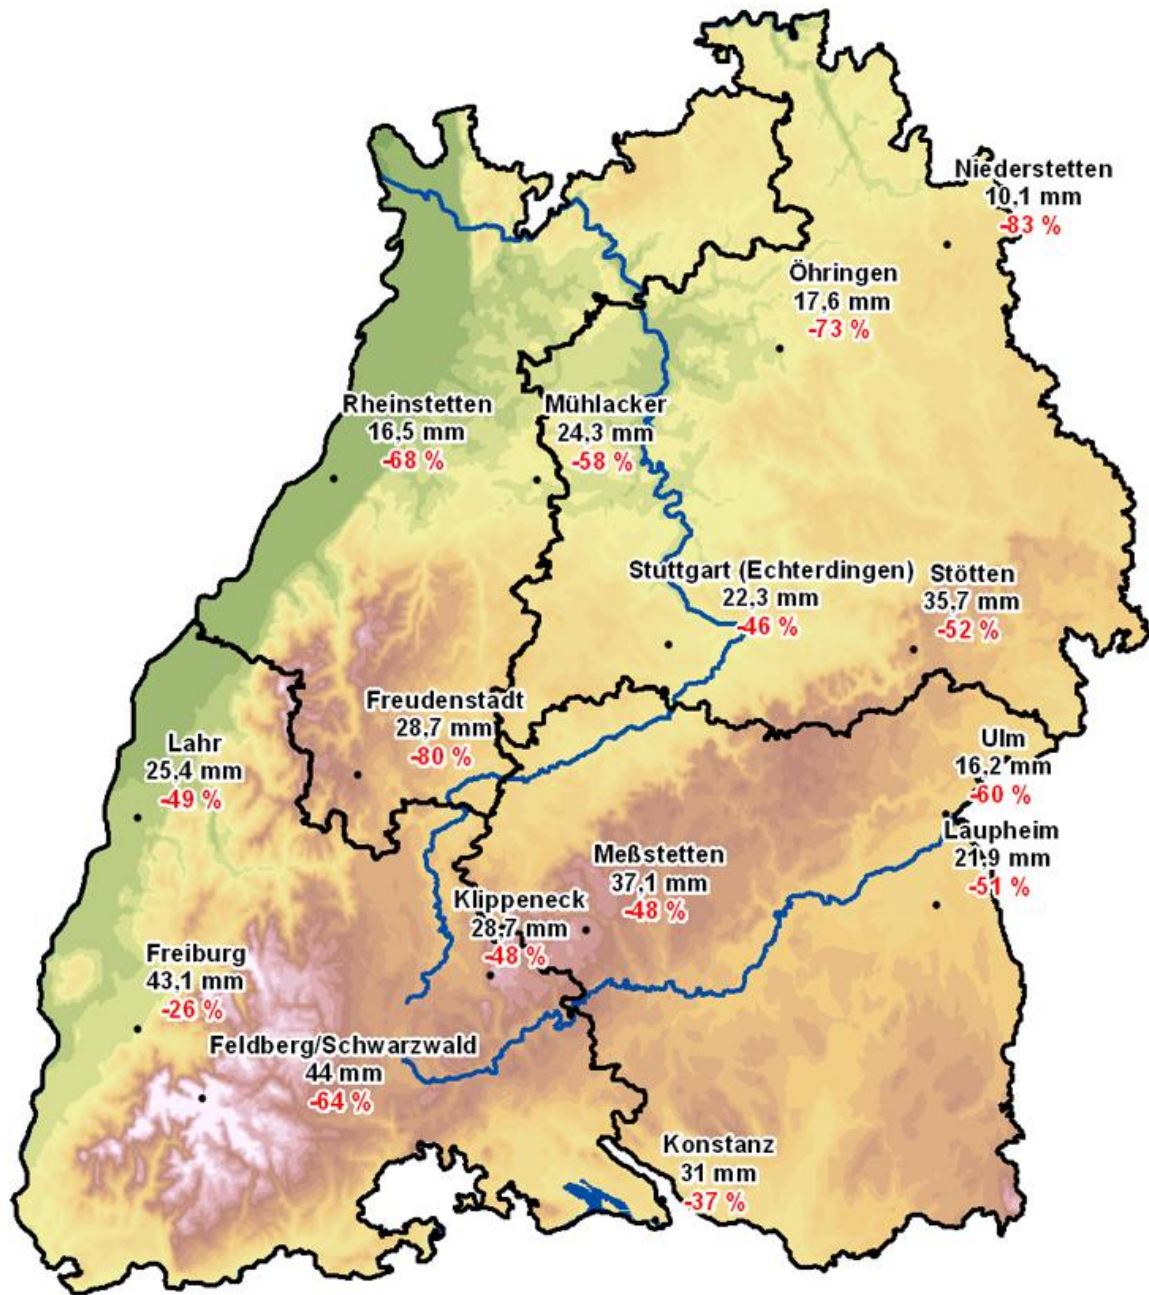 Niederstetten
10,1 mm
-83 %
Öhringen
17,6 mm
-73 %
Rheinstetten
16,5 mm
-68 %
Mühlacker
24,3 mm
-58 %
Stuttgart (Echterdingen)
22,3 mm
-46 %
Stötten
35,7 mm
-52 %
Freudenstadt
28,7 mm
-80 %
Lahr
25,4 mm
-49 %
Ulm
16,2 mm
-60 %
Laupheim
21,9 mm
-51 %
Meßstetten
37,1 mm
-48 %
Klippeneck
28,7 mm
-48 %
Freiburg
43,1 mm
-26 %
Feldberg/Schwarzwald
44 mm
-64 %
Konstanz
31 mm
-37 %